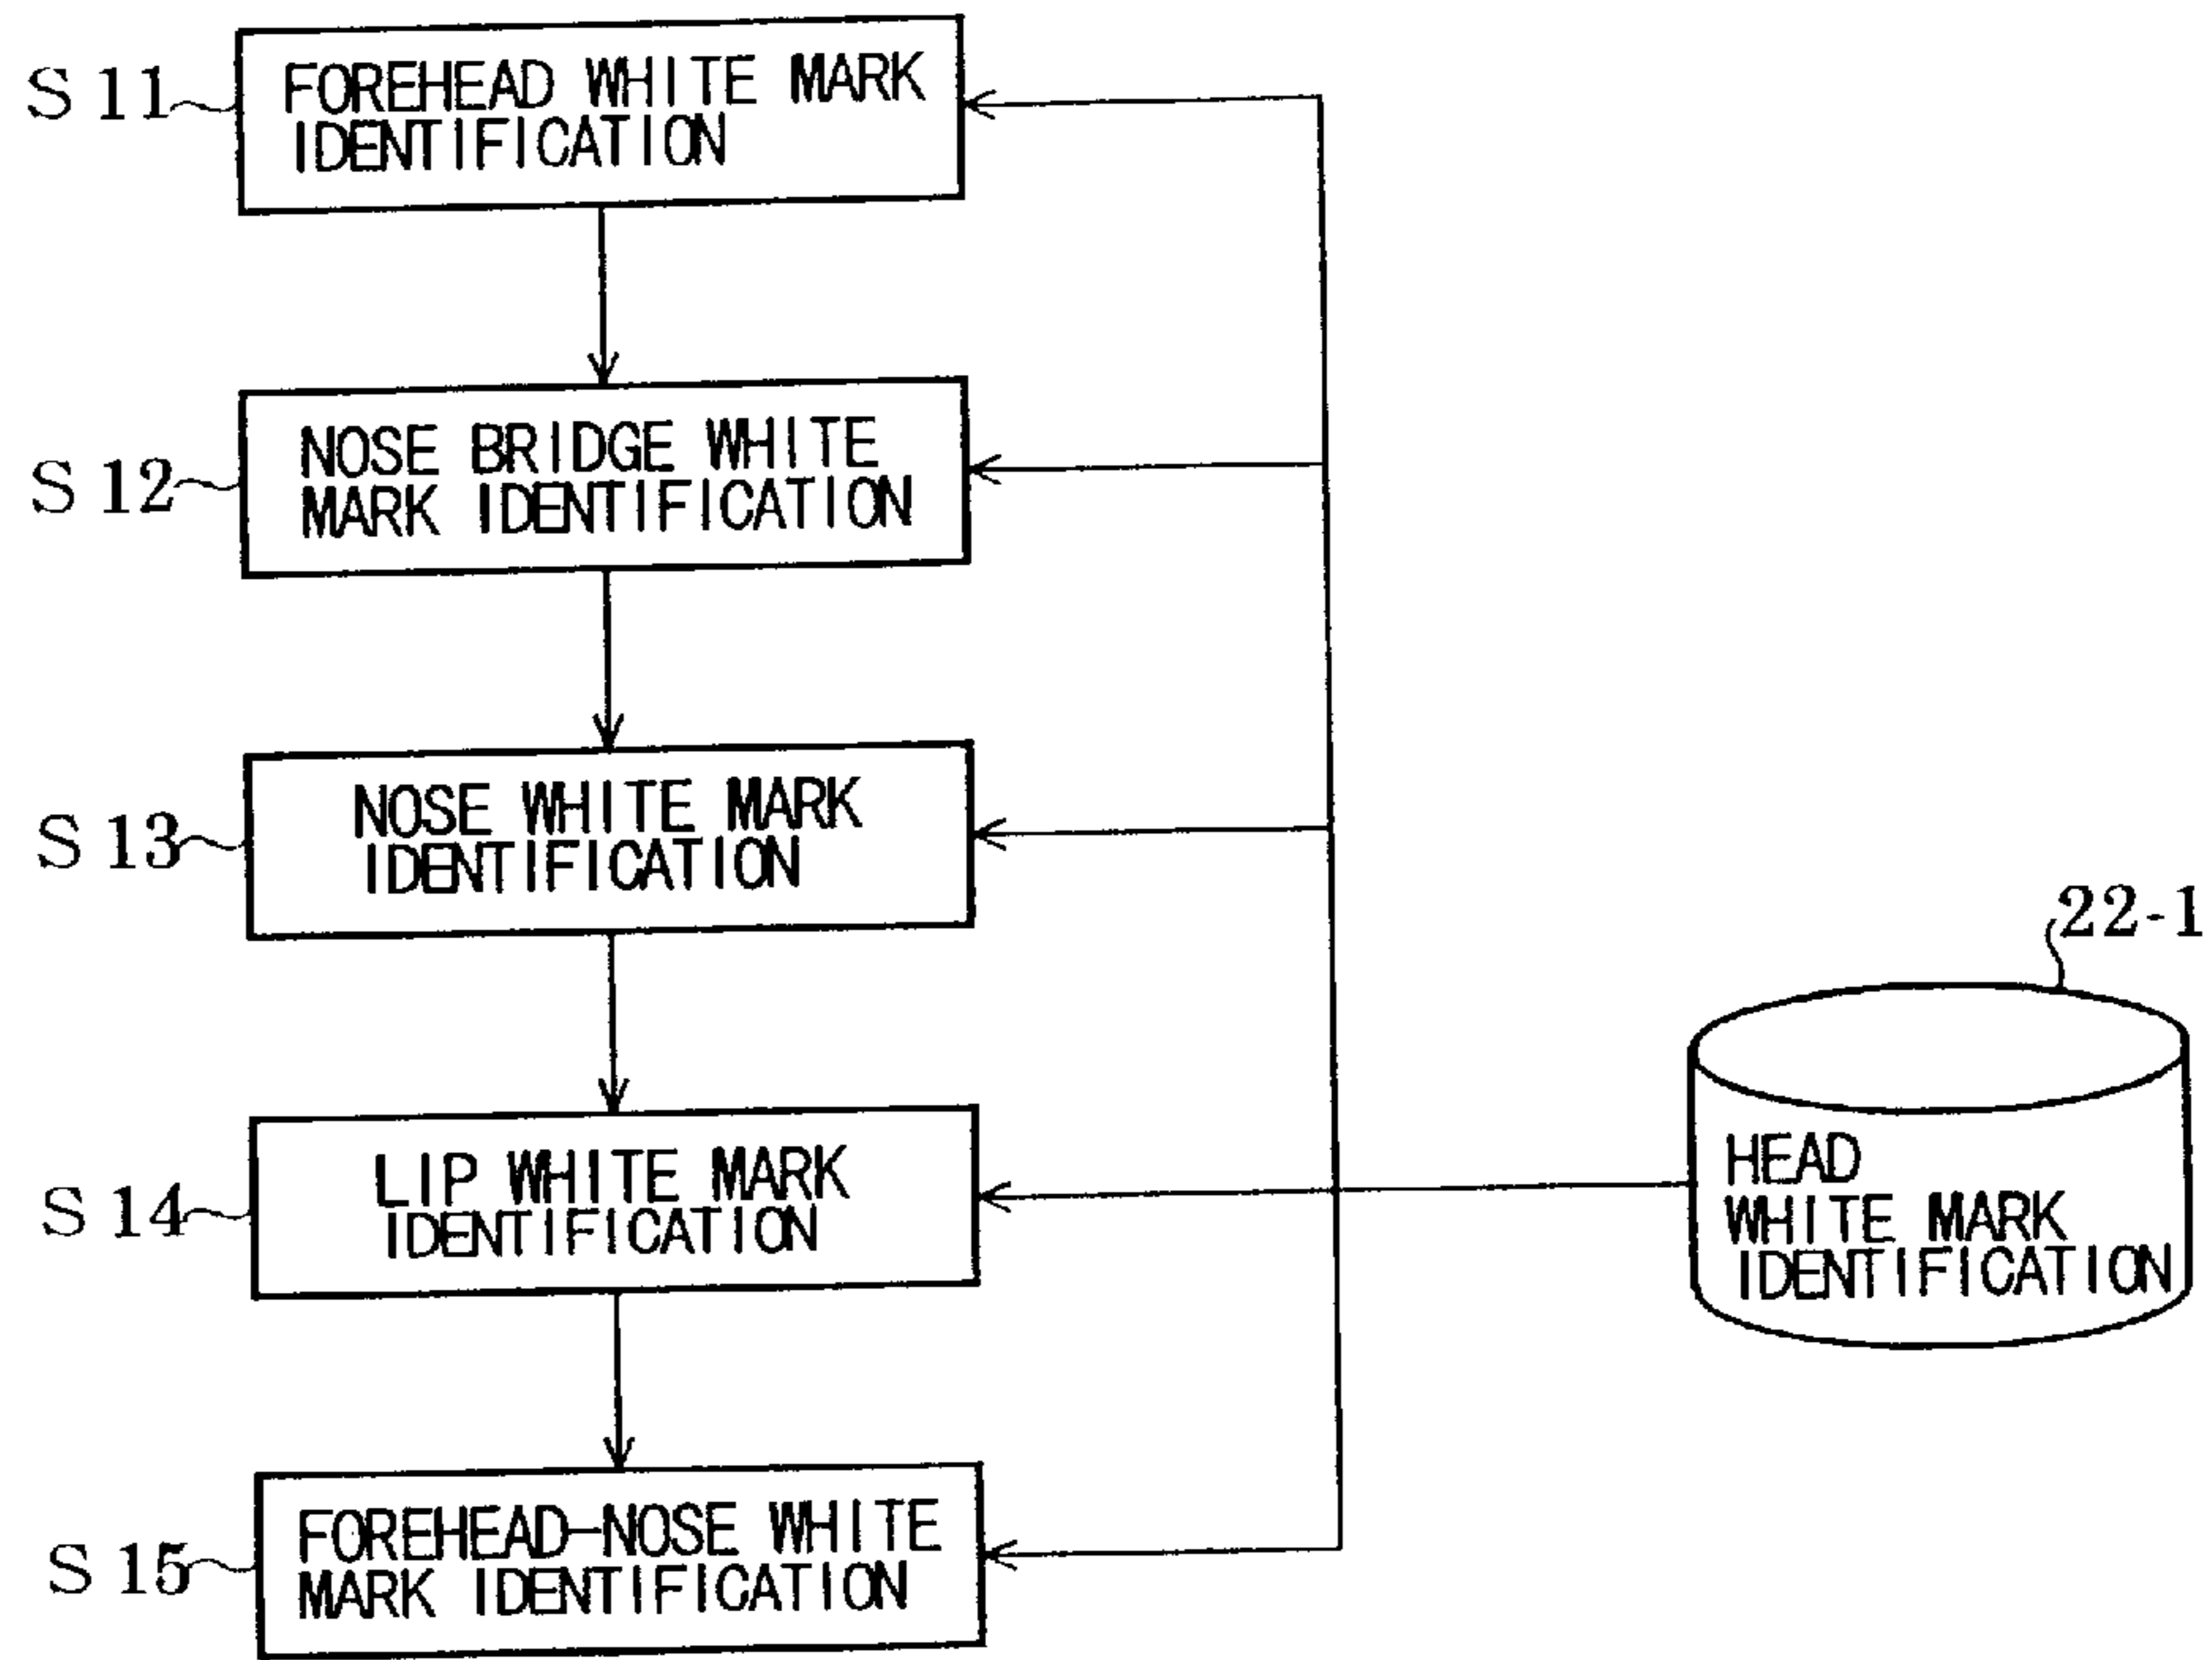 S 11
FOREHEAD WHITE MARK
IDENTIFICATION
S 12
NOSE BRIDGE WHITE
MARK IDENTIFICATION
S 13
NOSE WHITE MARK
IDENTIFICATION
22-1
S 14
LIP WHITE MARK
IDENTIFICATION
HEAD
WHITE MARK
IDENTIFICATION
S 15
FOREHEAD-NOSE WHITE
MARK IDENTIFICATION